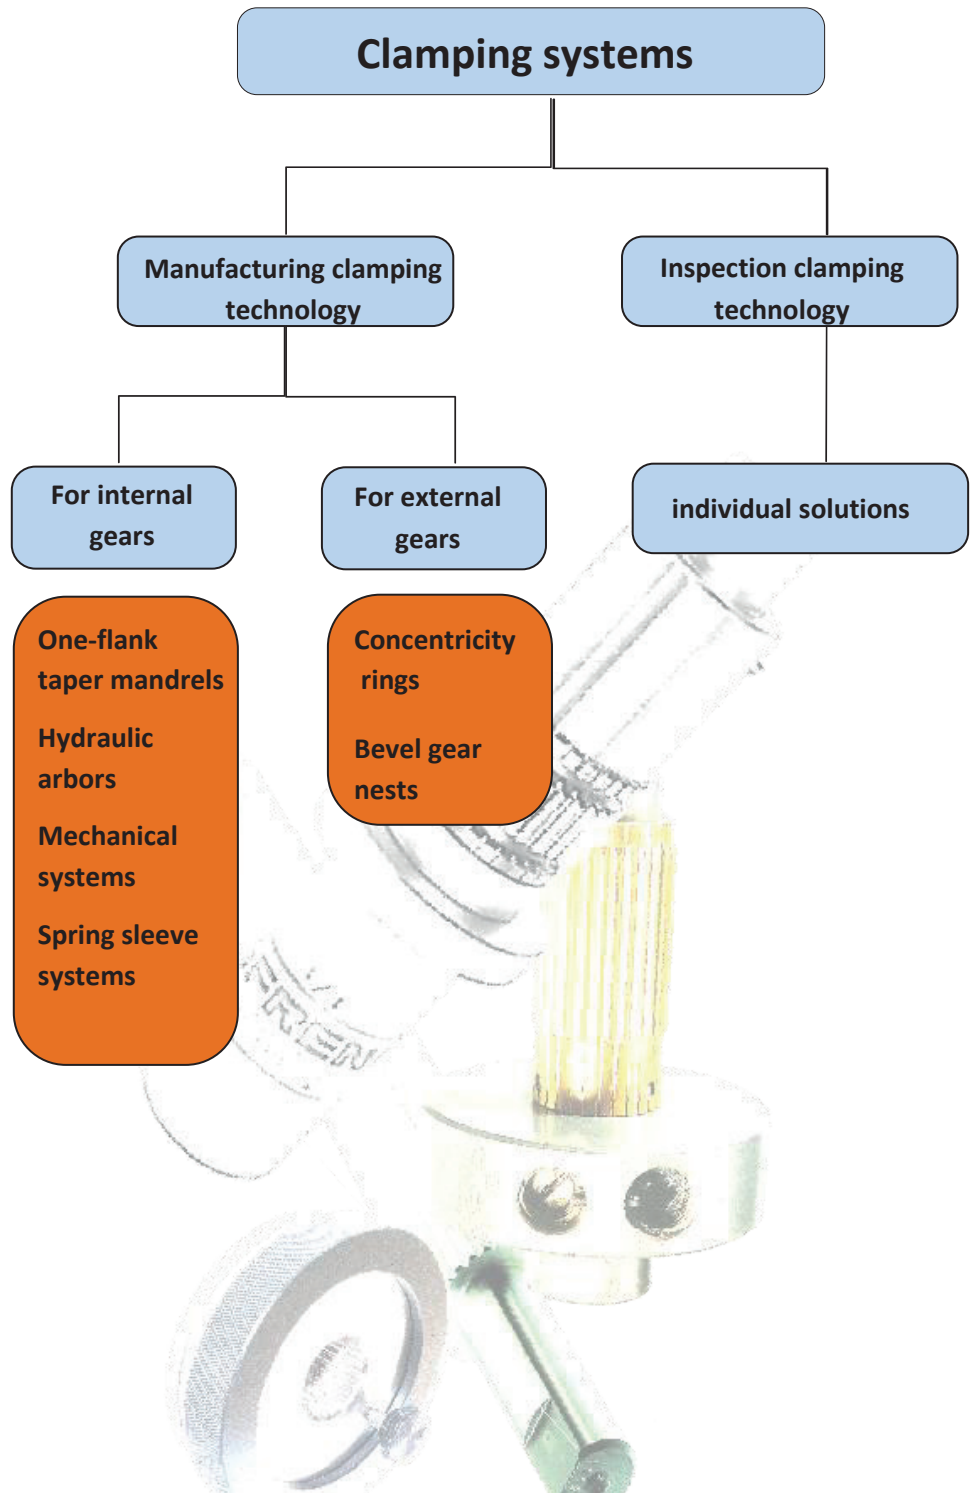 Clamping systems
Manufacturing clamping
technology
Inspection clamping
technology
For internal
gears
For external
gears
individual solutions
One-flank
taper mandrels
Hydraulic
arbors
Mechanical
systems
Spring sleeve
systems
Concentricity
rings
Bevel gear
nests